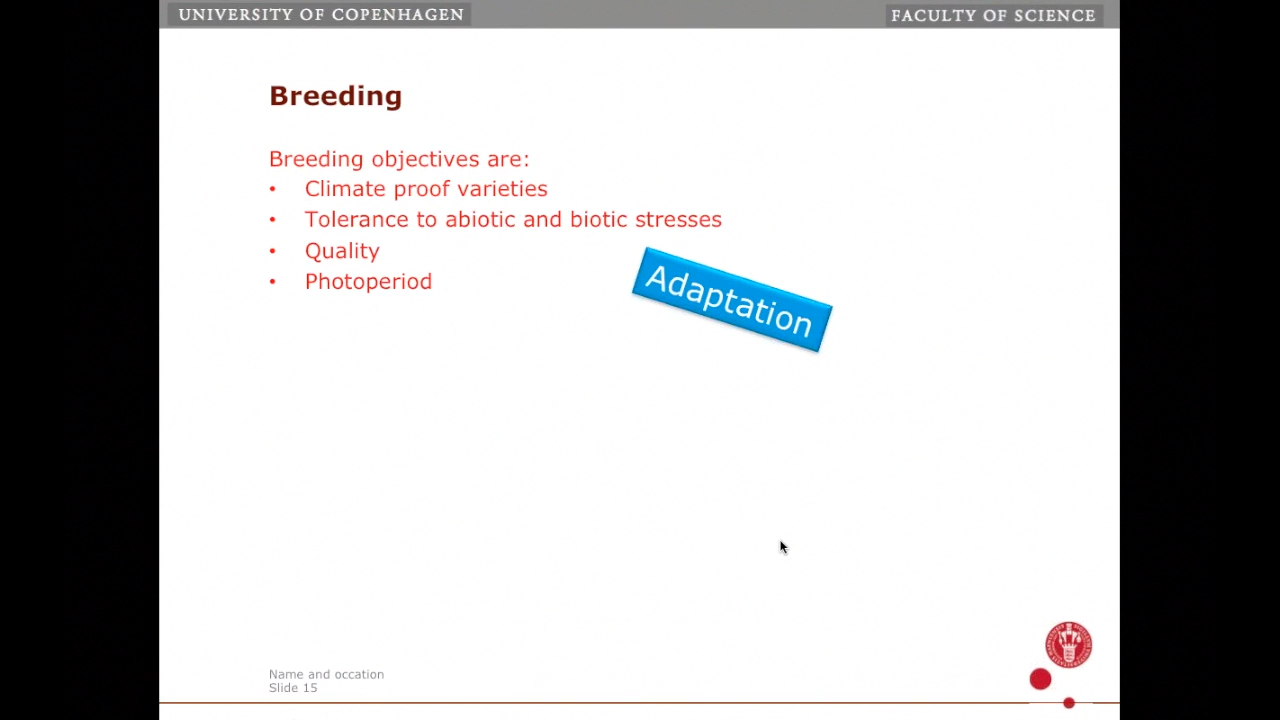 UNIVERSITY OF COPENHAGEN
FACULTY OF SCIENCE
Breeding
Breeding objectives are:
• Climate proof varieties
• Tolerance to abiotic and biotic stresses
• Quality
• Photoperiod
Adaptation
Name and occation
Slide 15